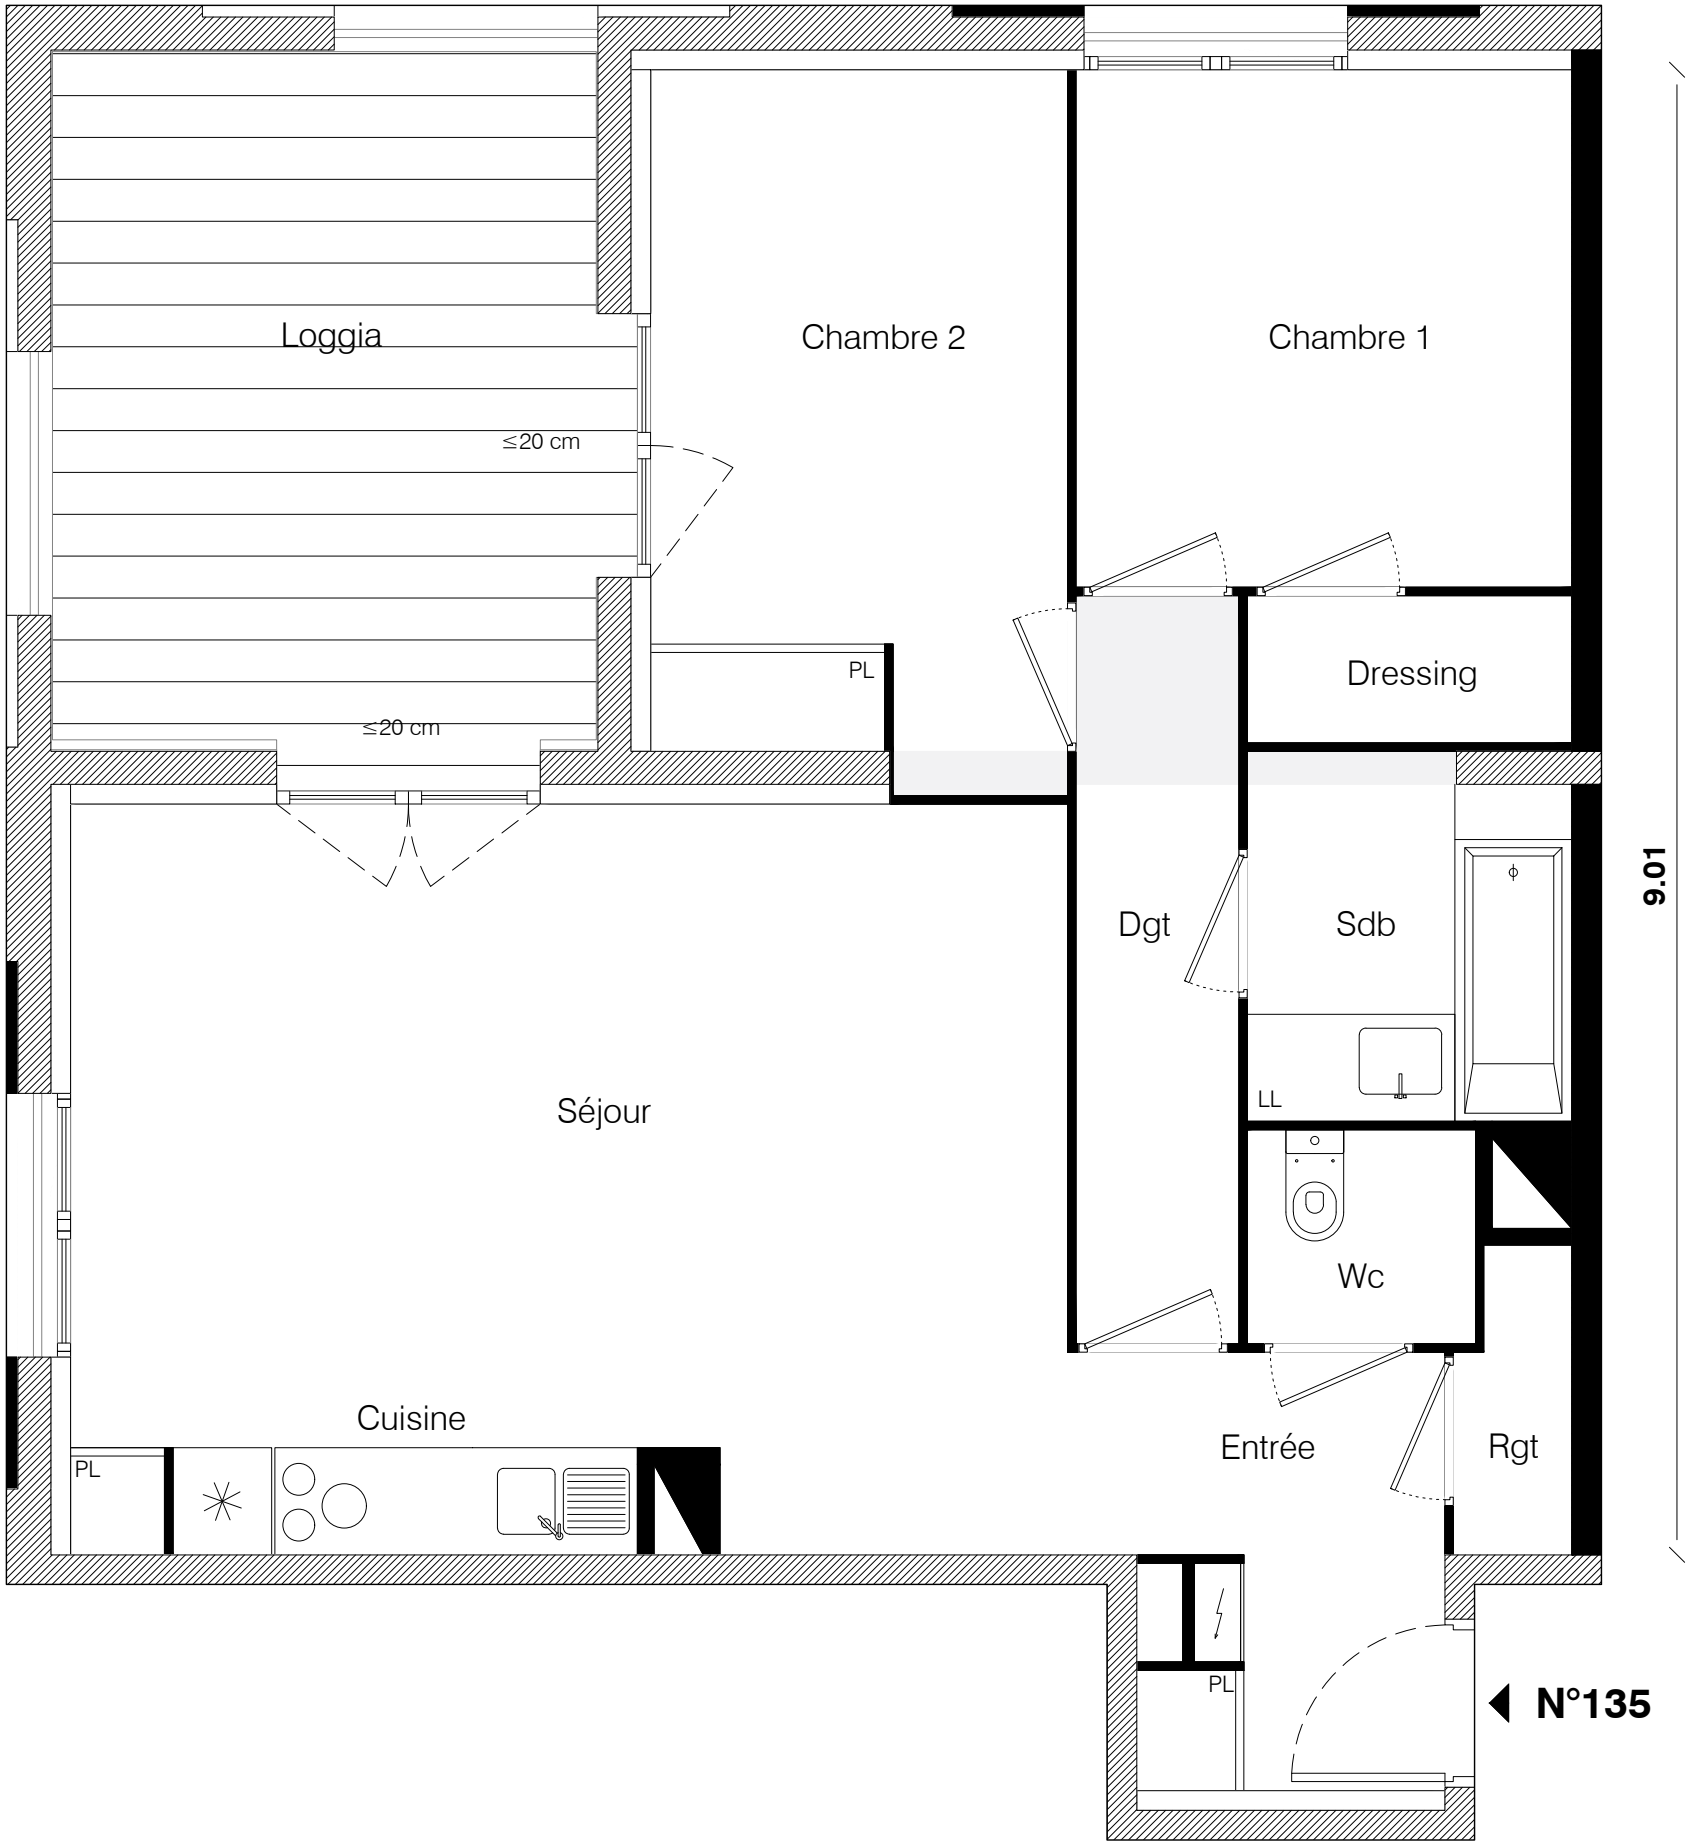 Loggia
Chambre 2
Chambre 1
≤20 cm
PL
Dressing
≤20 cm
9.01
Dgt
Sdb
LL
Séjour
Wc
Cuisine
Entrée
Rgt
PL
PL
N°135